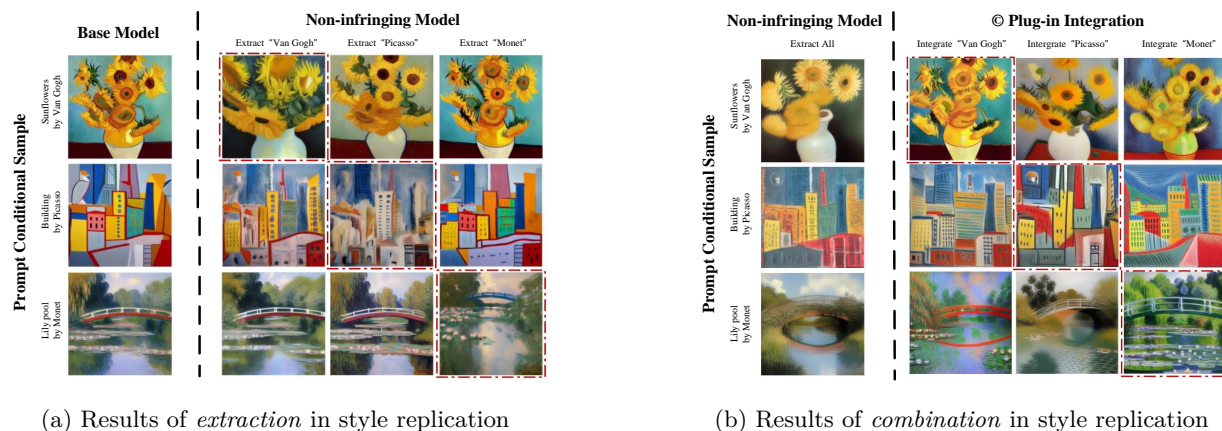 Base Model
Non-infringing Model
Extract "Van Gogh"
Extract "Picasso"
Extract "Monet"
Prompt Conditional Sample
Sunflowers
by Van Gogh
Building
by Picasso
Lily pool
by Monet
(a) Results of extraction in style replication
Non-infringing Model
© Plug-in Integration
Extract All
Integrate "Van Gogh"
Intergrate "Picasso"
Integrate "Monet"
Prompt Conditional Sample
Sunflowers
by Van Gogh
Building
by Picasso
Lily pool
by Monet
(b) Results of combination in style replication